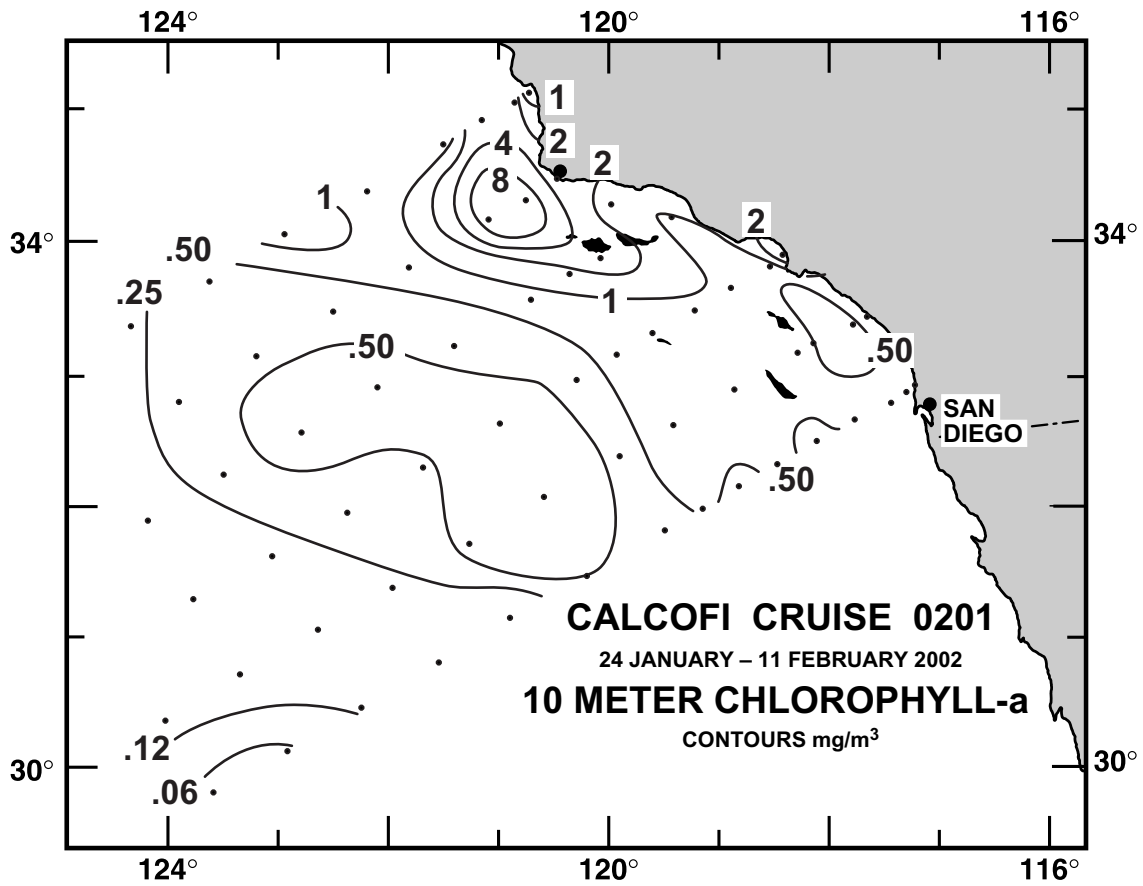 124° 120° 116°
1
4 2 2
8
1 2
34° .50 34°
.25 1
.50 .50
SAN
DIEGO
.50
CALCOFI CRUISE 0201
24 JANUARY – 11 FEBRUARY 2002
10 METER CHLOROPHYLL-a
CONTOURS mg/m³
.12
30° 30°
.06
124° 120° 116°